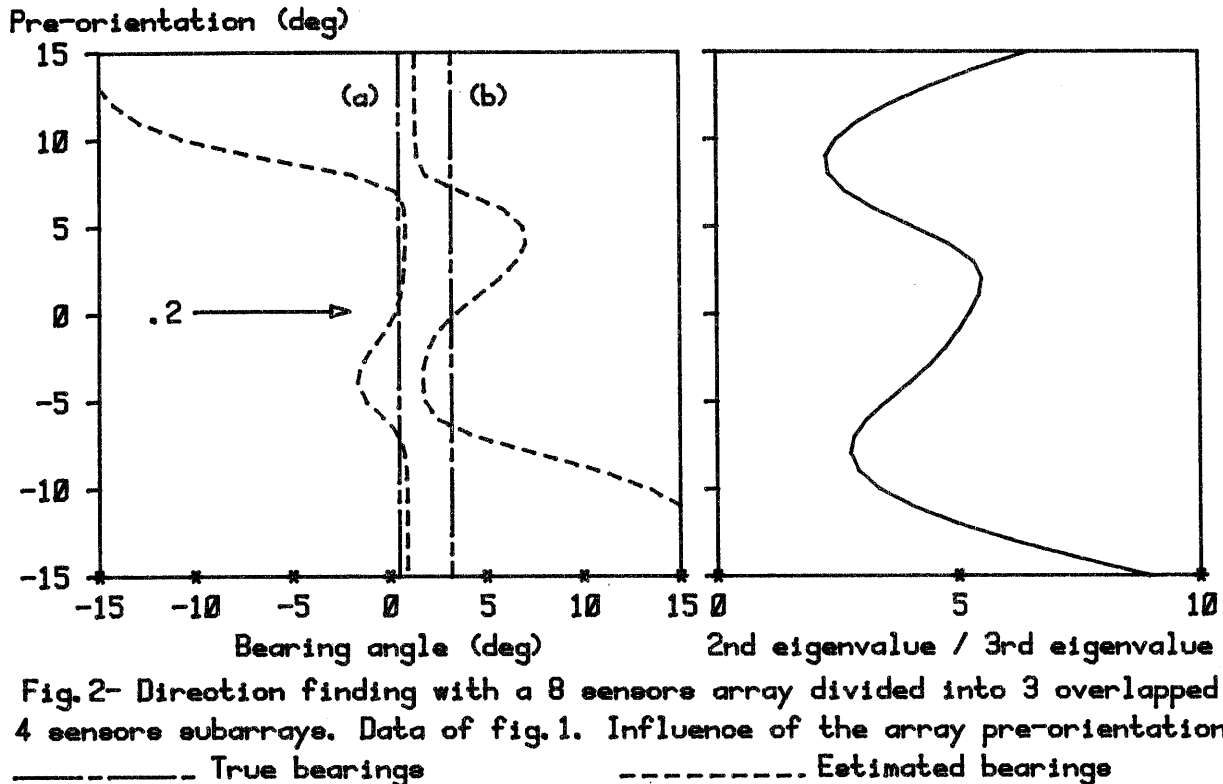 Pre-orientation (deg)
15
10
5
0
-5
-10
-15
(a)
(b)
.2
-15 -10 -5 0 5 10 15
0 5 10
Bearing angle (deg)
2nd eigenvalue / 3rd eigenvalue
Fig.2- Direction finding with a 8 sensors array divided into 3 overlapped
4 sensors subarrays. Data of fig.1. Influence of the array pre-orientation
True bearings
Estimated bearings